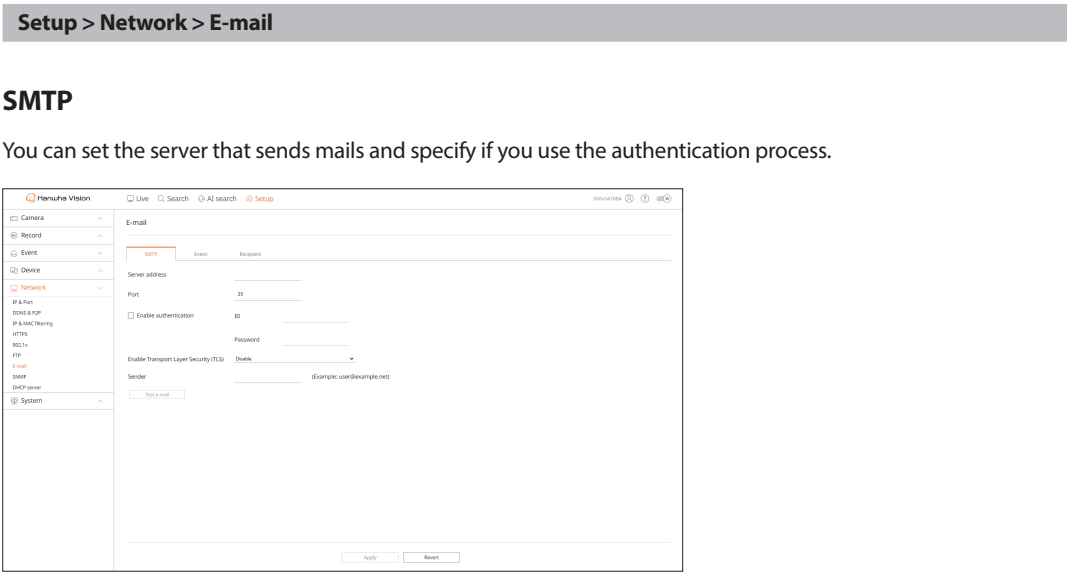 Setup > Network > E-mail
SMTP
You can set the server that sends mails and specify if you use the authentication process.
Hanwha Vision
Live Search AI search Setup
Camera
Record
Event
Device
Network
IP & Port
DDNS & P2P
IP & MAC filtering
HTTPS
802.1x
FTP
E-mail
SNMP
DHCP server
System
E-mail
SMTP Event Recipient
Server address
Port 25
Enable authentication ID
Password
Enable Transport Layer Security (TLS) Disable
Sender (Example: user@example.net)
Test e-mail
Apply Revert